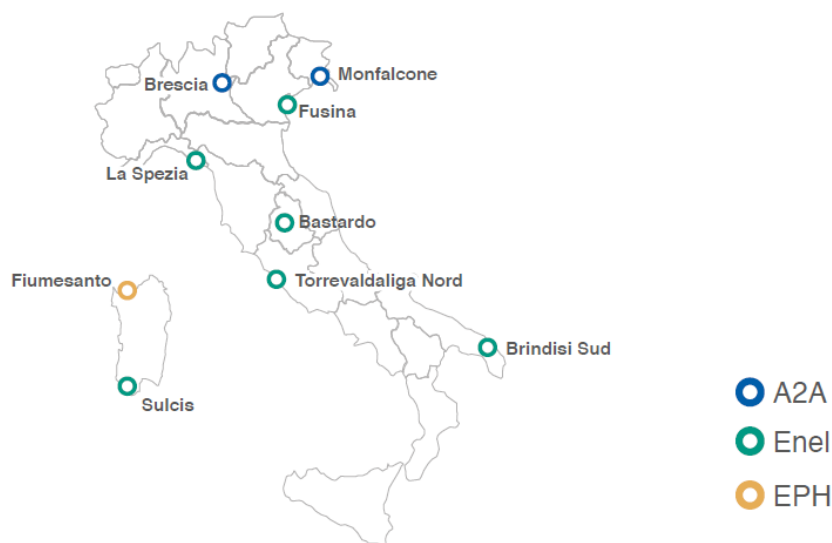 Monfalcone
Brescia
Fusina
La Spezia
Bastardo
Fiumesanto
Torrevaldaliga Nord
Brindisi Sud
Sulcis
A2A
Enel
EPH